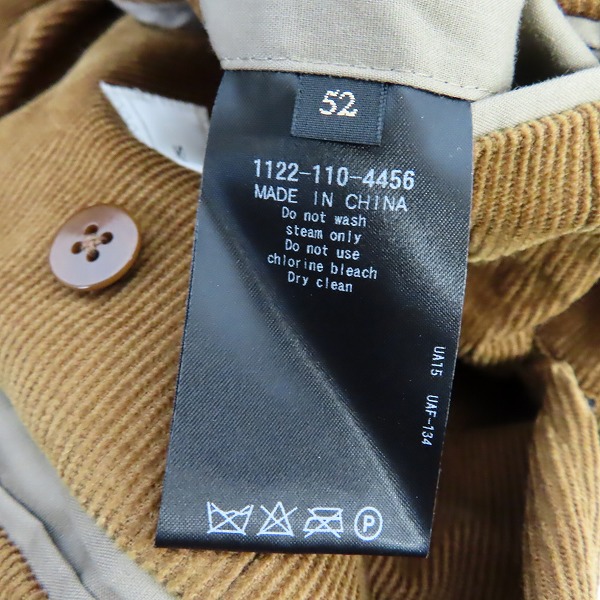 52
1122-110-4456
MADE IN CHINA
Do not wash
steam only
Do not use
chlorine bleach
Dry clean
UA15 UAF-134
P